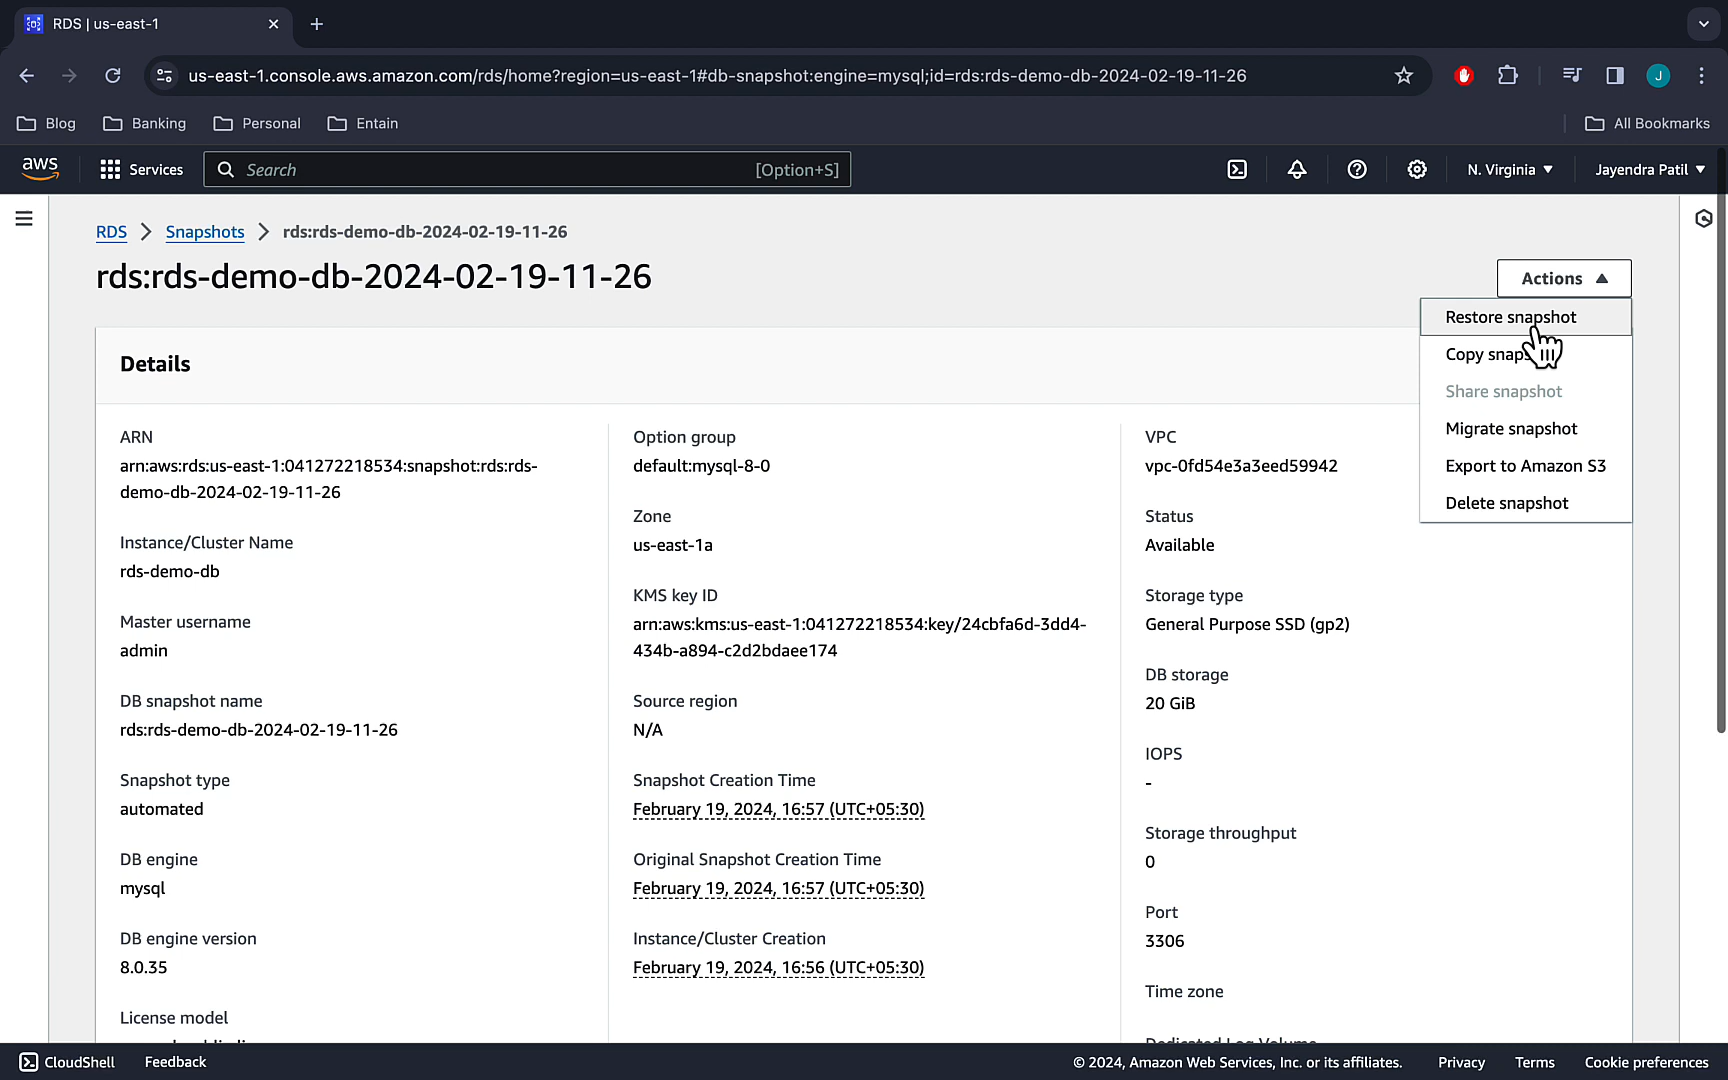 RDS | us-east-1
us-east-1.console.aws.amazon.com/rds/home?region=us-east-1#db-snapshot:engine=mysql;id=rds:rds-demo-db-2024-02-19-11-26
J
Blog Banking Personal Entain All Bookmarks
aws Services Search [Option+S] N. Virginia Jayendra Patil
RDS Snapshots rds:rds-demo-db-2024-02-19-11-26
rds:rds-demo-db-2024-02-19-11-26
Actions
Restore snapshot
Copy
Share snapshot
Migrate snapshot
Export to Amazon S3
Delete snapshot
Details
ARN
arn:aws:rds:us-east-1:041272218534:snapshot:rds:rds-
demo-db-2024-02-19-11-26
Instance/Cluster Name
rds-demo-db
Master username
admin
DB snapshot name
rds:rds-demo-db-2024-02-19-11-26
Snapshot type
automated
DB engine
mysql
DB engine version
8.0.35
License model
Option group
default:mysql-8-0
Zone
us-east-1a
KMS key ID
arn:aws:kms:us-east-1:041272218534:key/24cbfa6d-3dd4-
434b-a894-c2d2bdaee174
Source region
N/A
Snapshot Creation Time
February 19, 2024, 16:57 (UTC+05:30)
Original Snapshot Creation Time
February 19, 2024, 16:57 (UTC+05:30)
Instance/Cluster Creation
February 19, 2024, 16:56 (UTC+05:30)
VPC
vpc-0fd54e3a3eed59942
Status
Available
Storage type
General Purpose SSD (gp2)
DB storage
20 GiB
IOPS
-
Storage throughput
0
Port
3306
Time zone
Dedicated Log Volume
CloudShell Feedback © 2024, Amazon Web Services, Inc. or its affiliates. Privacy Terms Cookie preferences